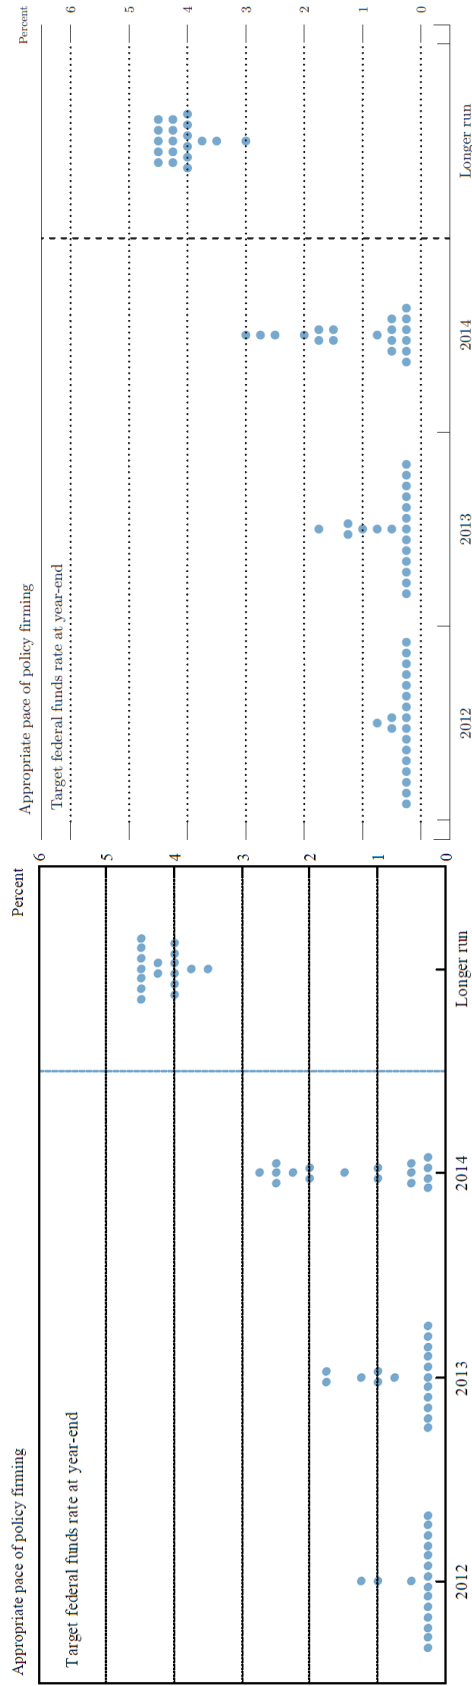 Appropriate pace of policy firming
Percent
Target federal funds rate at year-end
6
5
4
3
2
1
0
2012
2013
2014
Longer run
Appropriate pace of policy firming
Percent
Target federal funds rate at year-end
6
5
4
3
2
1
0
2012
2013
2014
Longer run